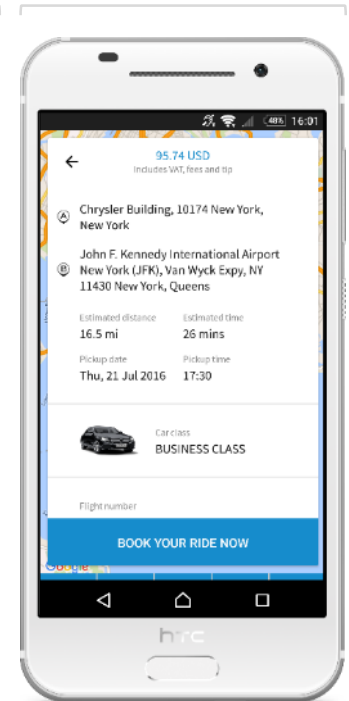 48% 16:01
95.74 USD
Includes VAT, fees and tip
A Chrysler Building, 10174 New York,
New York
John F. Kennedy International Airport
B New York (JFK), Van Wyck Expy, NY
11430 New York, Queens
Estimated distance Estimated time
16.5 mi 26 mins
Pickup date Pickup time
Thu, 21 Jul 2016 17:30
Car class
BUSINESS CLASS
Flight number
BOOK YOUR RIDE NOW
Google
hTC